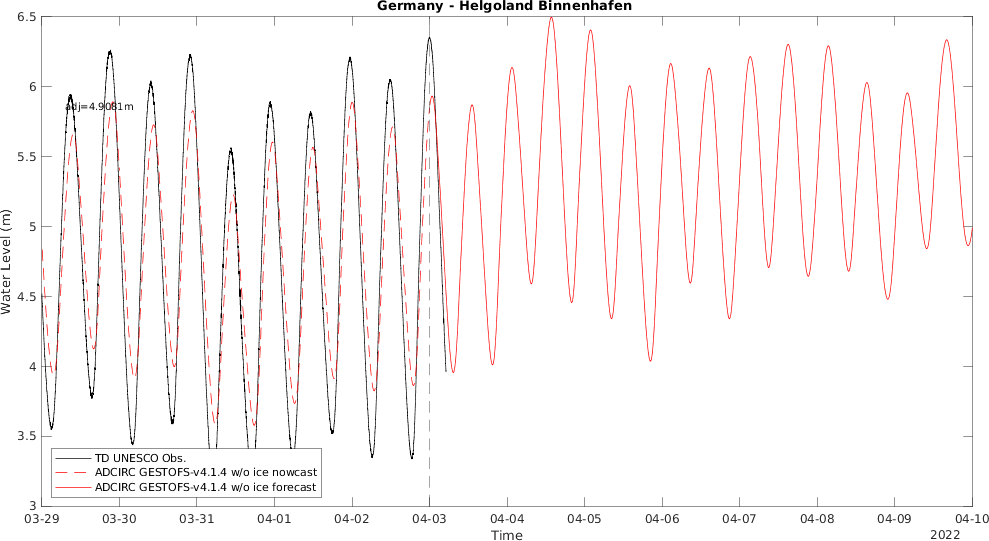 Germany - Helgoland Binnenhafen
6.5
6
5.5
5
4.5
4
3.5
3
Water Level (m)
adj=4.9081m
TD UNESCO Obs.
ADCIRC GESTOFS-v4.1.4 w/o ice nowcast
ADCIRC GESTOFS-v4.1.4 w/o ice forecast
03-29 03-30 03-31 04-01 04-02 04-03 04-04 04-05 04-06 04-07 04-08 04-09 04-10
Time
2022